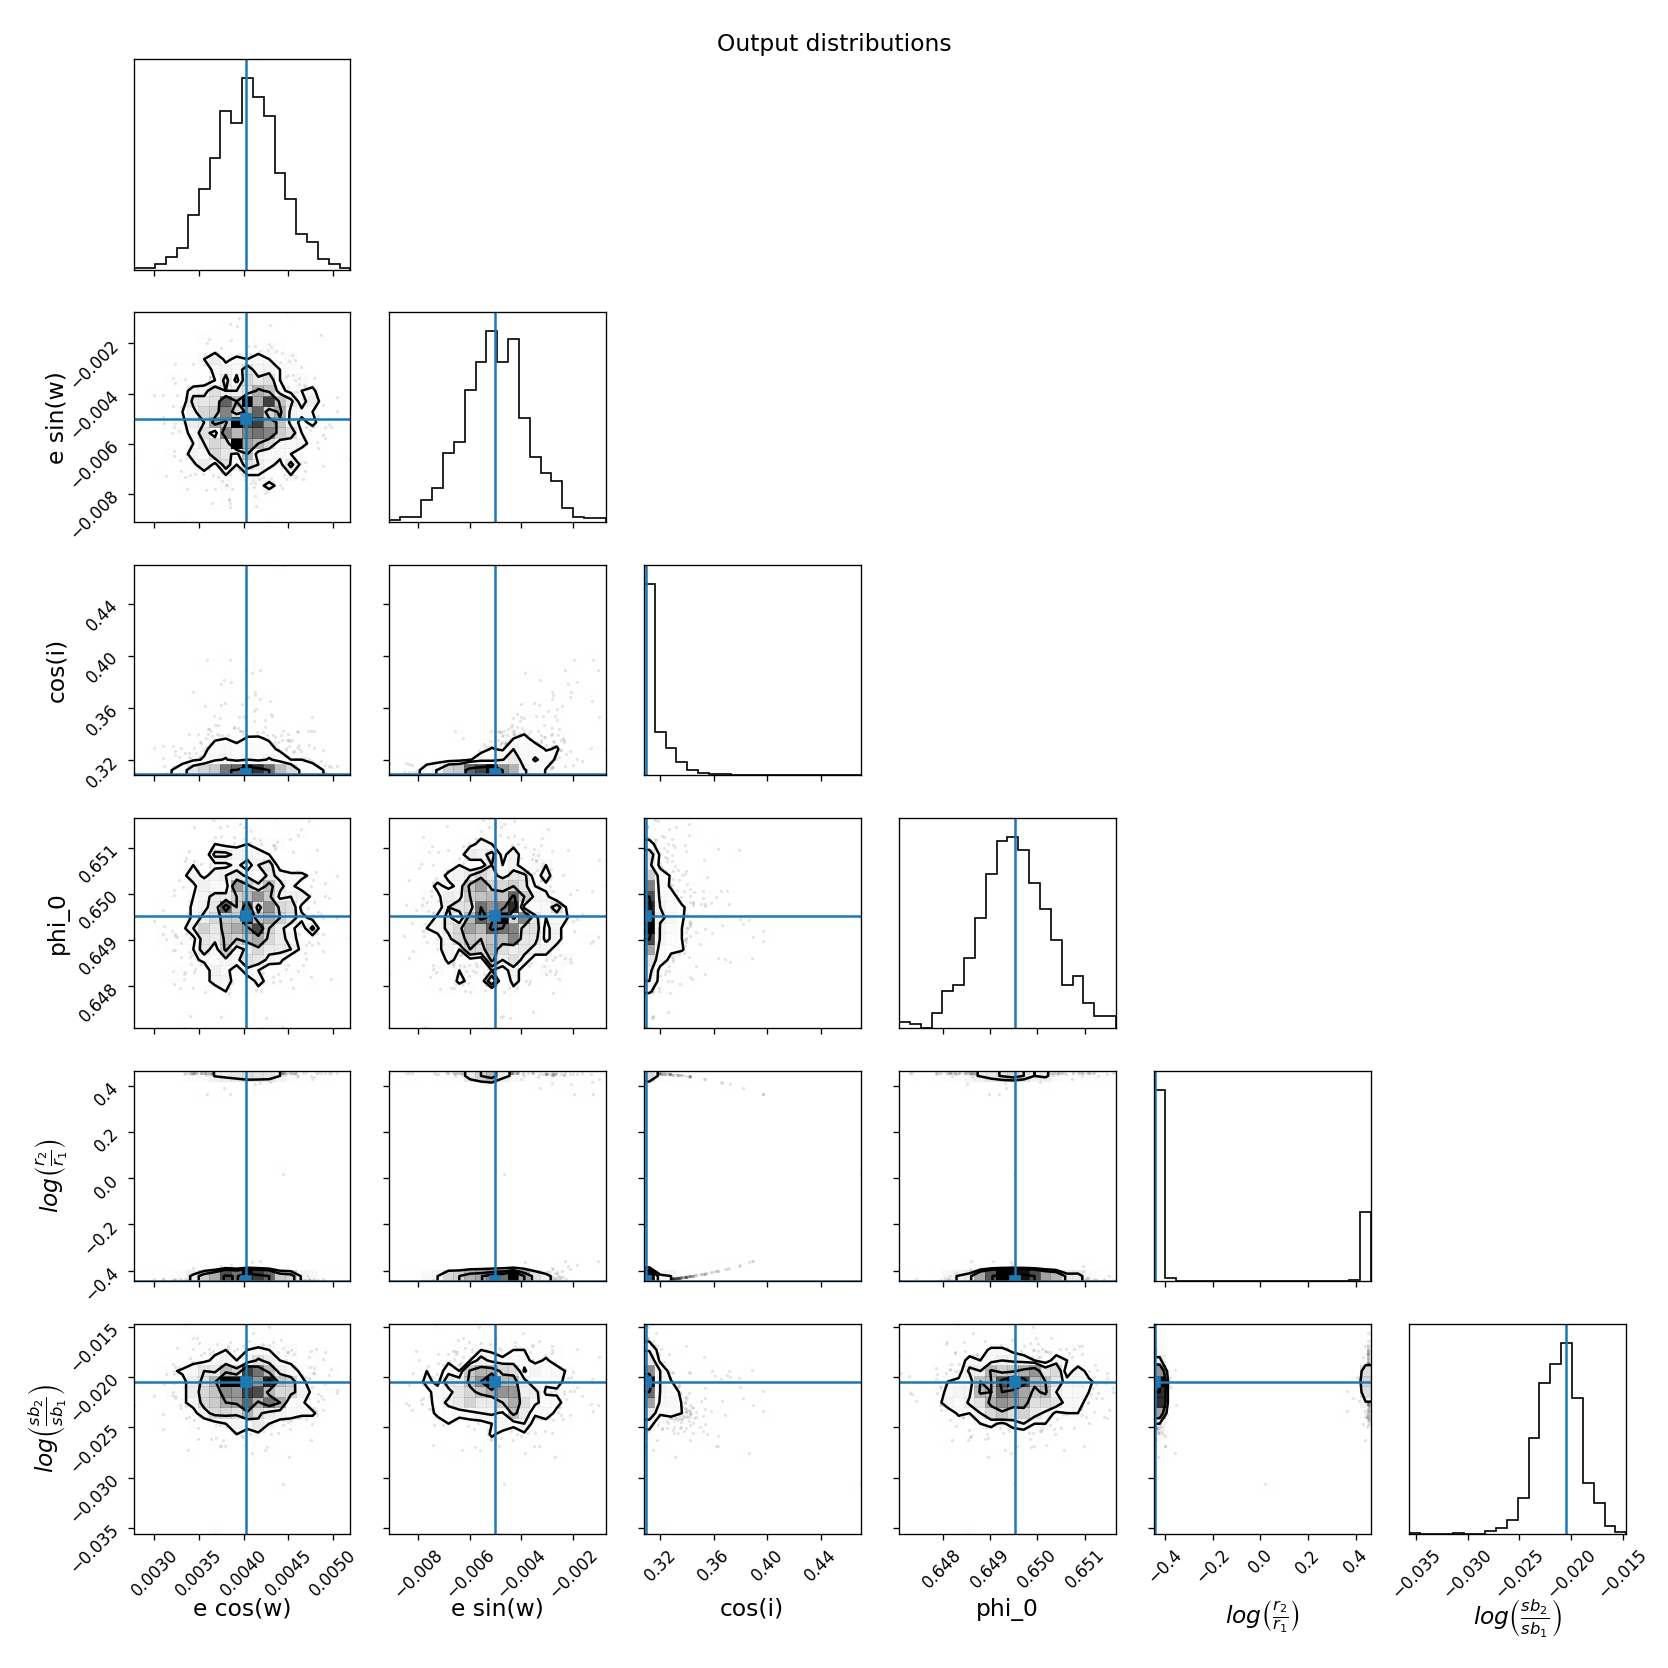 Output distributions
−0.002
−0.004
−0.006
−0.008
e sin(w)
0.44
0.40
0.36
0.32
cos(i)
0.651
0.650
0.649
0.648
phi_0
0.4
0.2
0.0
−0.2
−0.4
log(r₂/r₁)
−0.015
−0.020
−0.025
−0.030
−0.035
log(sb₂/sb₁)
0.0030 0.0035 0.0040 0.0045 0.0050
e cos(w)
−0.008 −0.006 −0.004 −0.002
e sin(w)
0.32 0.36 0.40 0.44
cos(i)
0.648 0.649 0.650 0.651
phi_0
−0.4 −0.2 0.0 0.2 0.4
log(r₂/r₁)
−0.035 −0.030 −0.025 −0.020 −0.015
log(sb₂/sb₁)